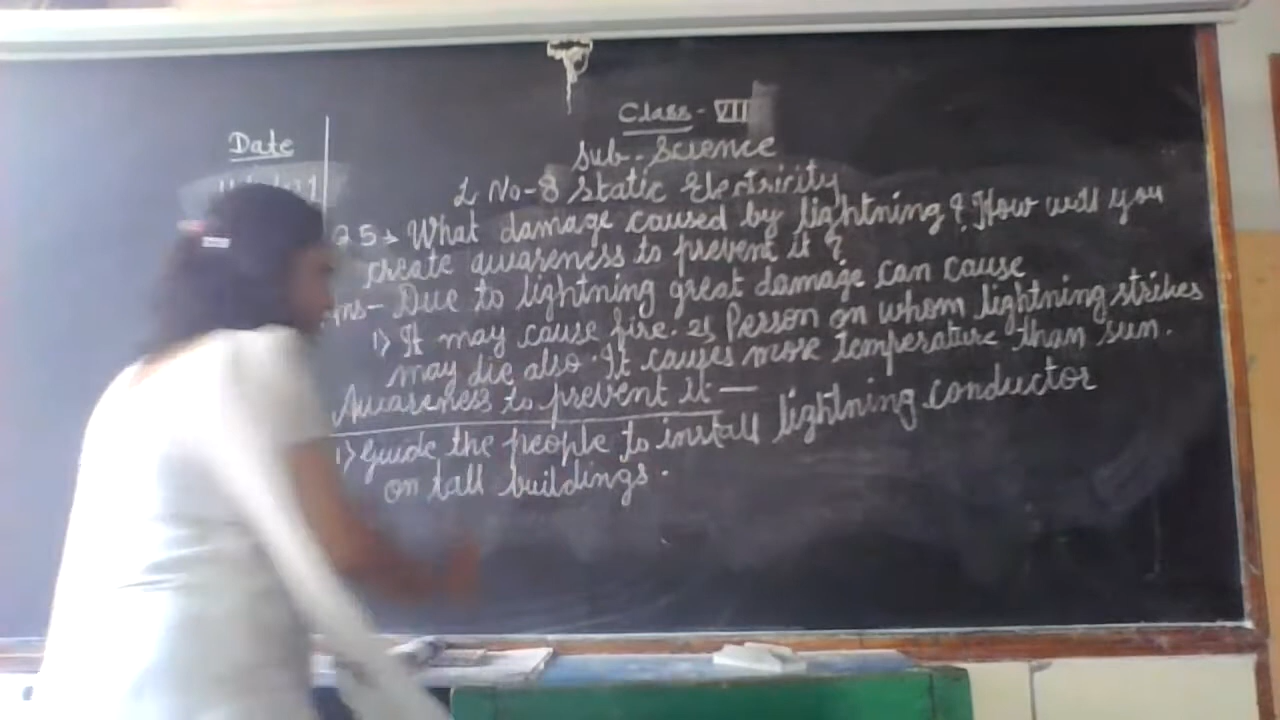 Class - VII
Date
Sub - Science
L No-8 Static Electricity
25→ What damage caused by lightning? How will you
create awareness to prevent it?
Ans- Due to lightning great damage can cause
1) It may cause fire. 2) Person on whom lightning strikes
may die also. It causes more temperature than sun.
Awareness to prevent it —
1) Guide the people to install lightning conductor
on tall buildings.